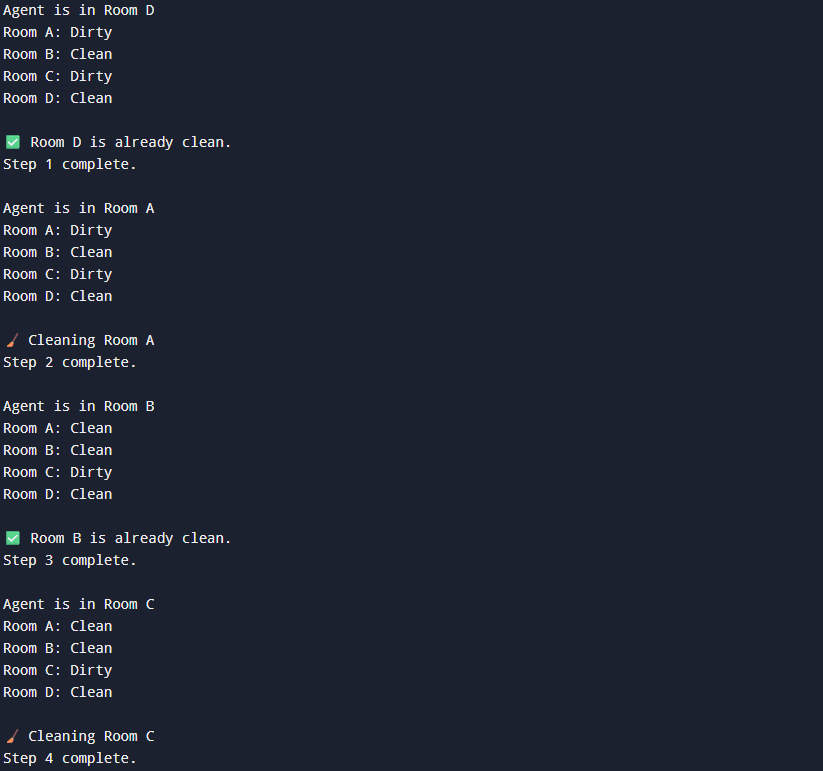 Agent is in Room D
Room A: Dirty
Room B: Clean
Room C: Dirty
Room D: Clean
✅ Room D is already clean.
Step 1 complete.
Agent is in Room A
Room A: Dirty
Room B: Clean
Room C: Dirty
Room D: Clean
🧹 Cleaning Room A
Step 2 complete.
Agent is in Room B
Room A: Clean
Room B: Clean
Room C: Dirty
Room D: Clean
✅ Room B is already clean.
Step 3 complete.
Agent is in Room C
Room A: Clean
Room B: Clean
Room C: Dirty
Room D: Clean
🧹 Cleaning Room C
Step 4 complete.